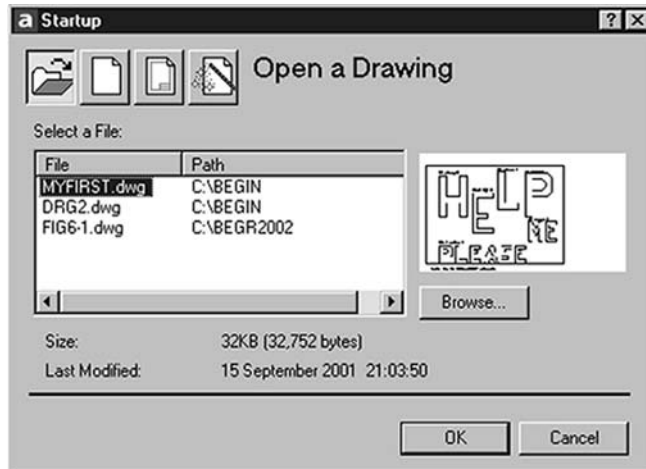 a Startup
Open a Drawing
Select a File:
File Path
MYFIRST.dwg C:\BEGIN
DRG2.dwg C:\BEGIN
FIG6-1.dwg C:\BEGR2002
HELP
ME
PLEASE
Browse...
Size: 32KB (32,752 bytes)
Last Modified: 15 September 2001 21:03:50
OK Cancel